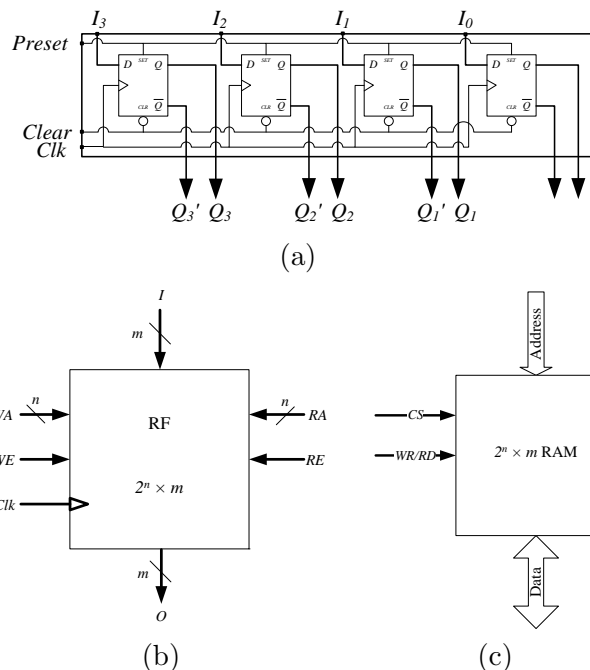 I3 I2 I1 I0
Preset
D SET Q D SET Q D SET Q D SET Q
CLR Q CLR Q CLR Q CLR Q
Clear
Clk
Q3' Q3 Q2' Q2 Q1' Q1
(a)
I
m
n
VA
WE
Clk
RF
2ⁿ × m
n
RA
RE
m
O
(b)
Address
CS
WR/RD
2ⁿ × m RAM
Data
(c)